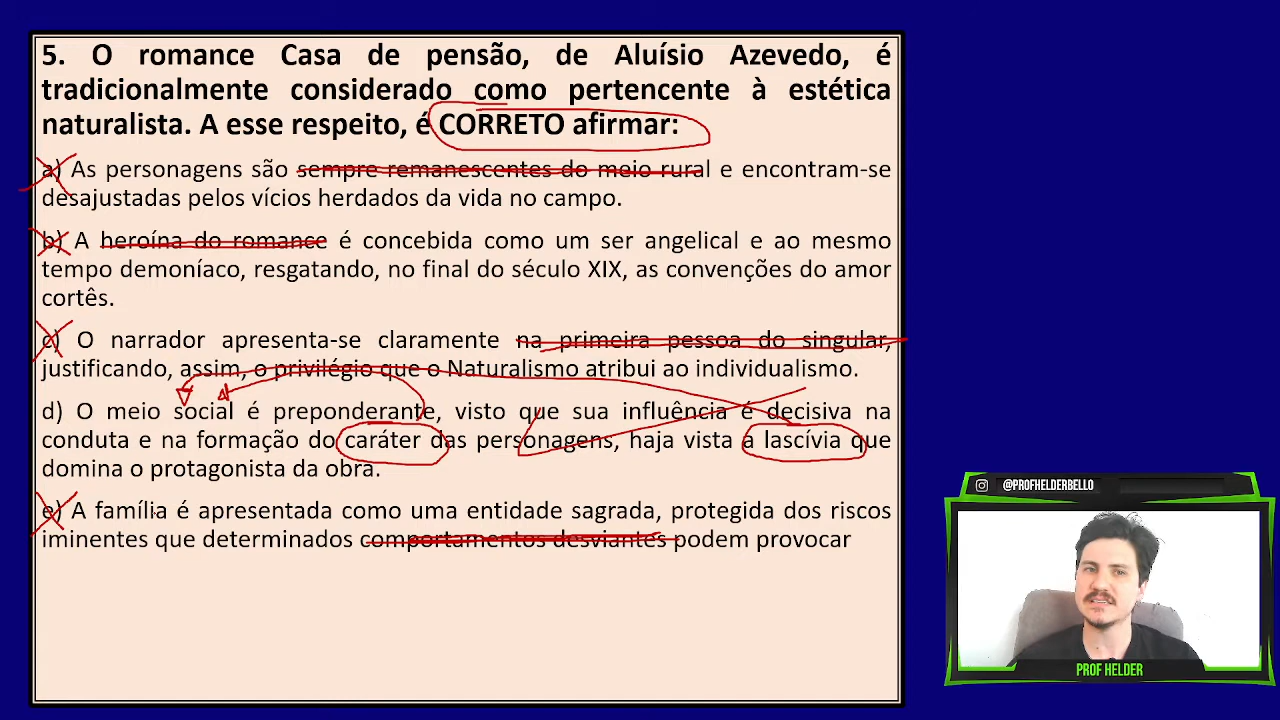 5. O romance Casa de pensão, de Aluísio Azevedo, é
tradicionalmente considerado como pertencente à estética
naturalista. A esse respeito, é CORRETO afirmar:
a) As personagens são sempre remanescentes do meio rural e encontram-se
desajustadas pelos vícios herdados da vida no campo.
b) A heroína do romance é concebida como um ser angelical e ao mesmo
tempo demoníaco, resgatando, no final do século XIX, as convenções do amor
cortês.
c) O narrador apresenta-se claramente na primeira pessoa do singular,
justificando, assim, o privilégio que o Naturalismo atribui ao individualismo.
d) O meio social é preponderante, visto que sua influência é decisiva na
conduta e na formação do caráter das personagens, haja vista a lascívia que
domina o protagonista da obra.
e) A família é apresentada como uma entidade sagrada, protegida dos riscos
iminentes que determinados comportamentos desviantes podem provocar
@PROFHELDERBELLO
PROF HELDER